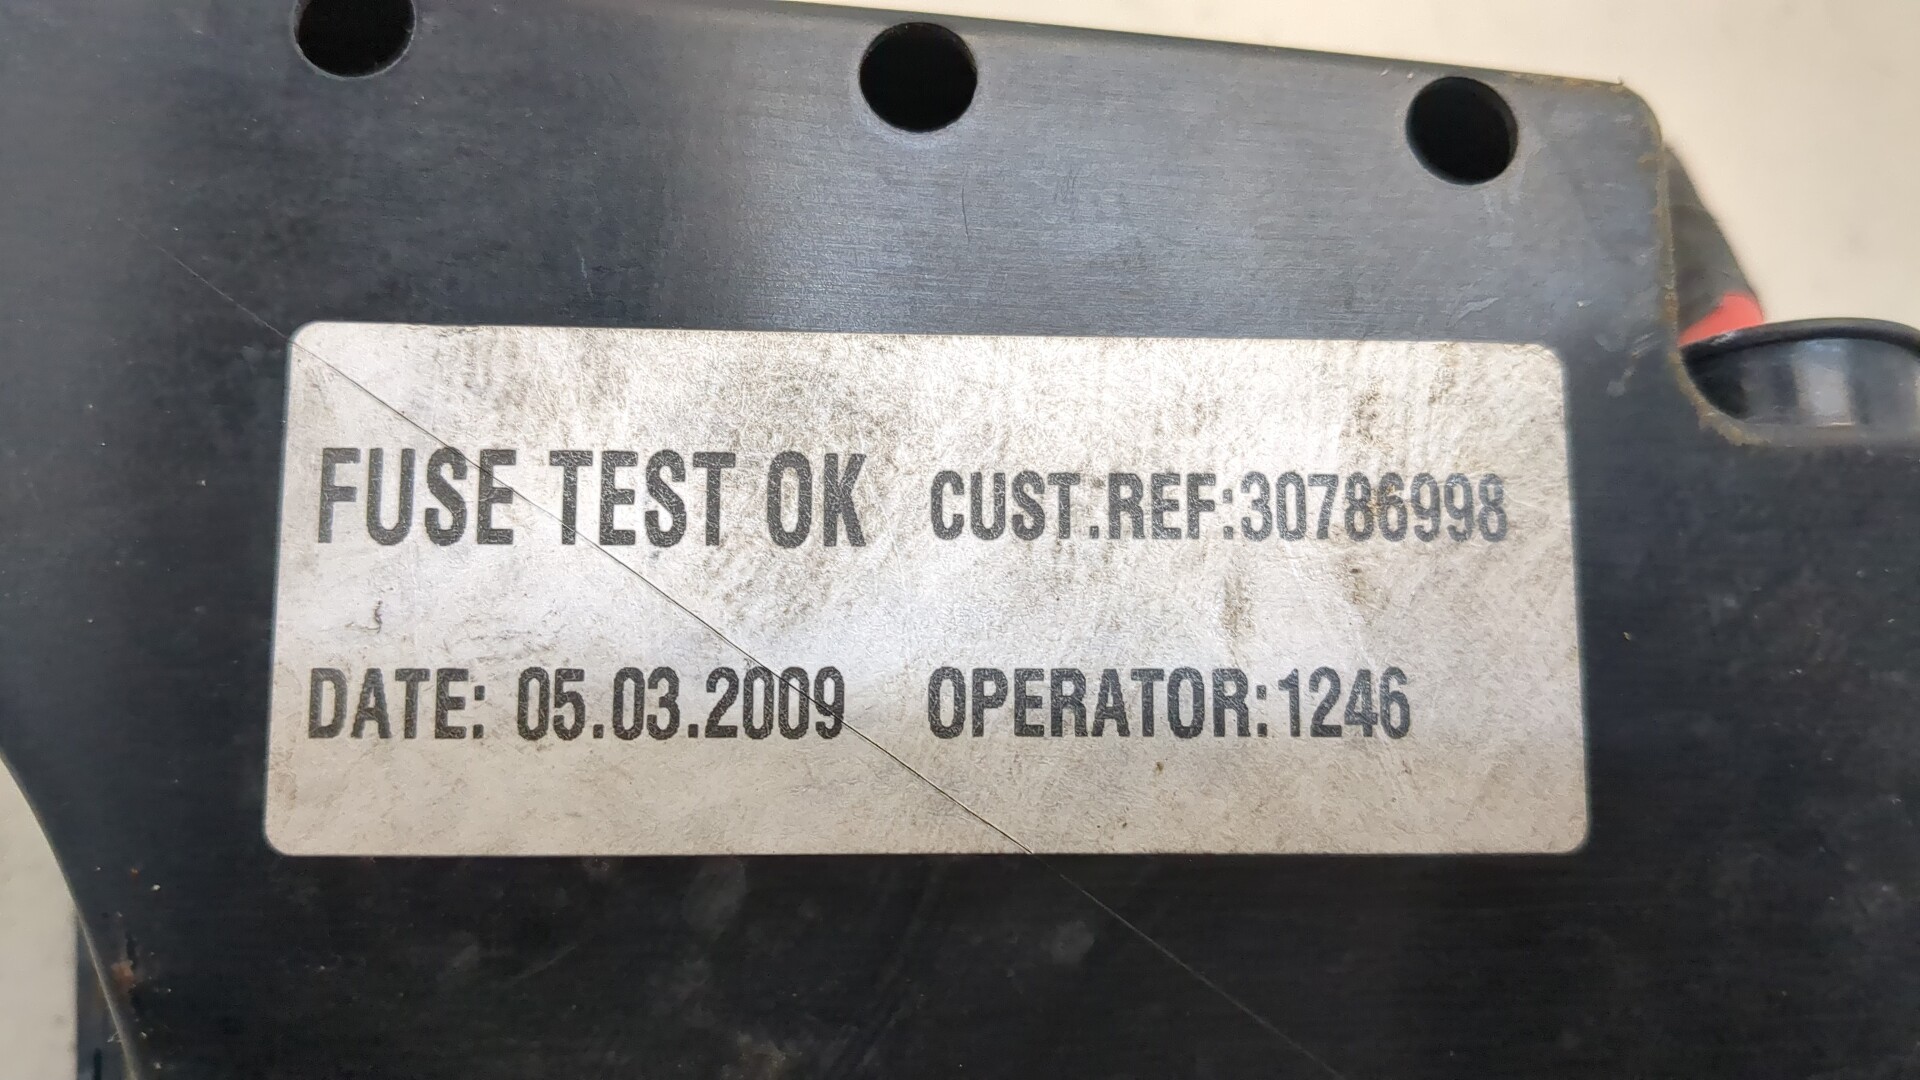 FUSE TEST OK CUST.REF:30786998
DATE: 05.03.2009 OPERATOR:1246